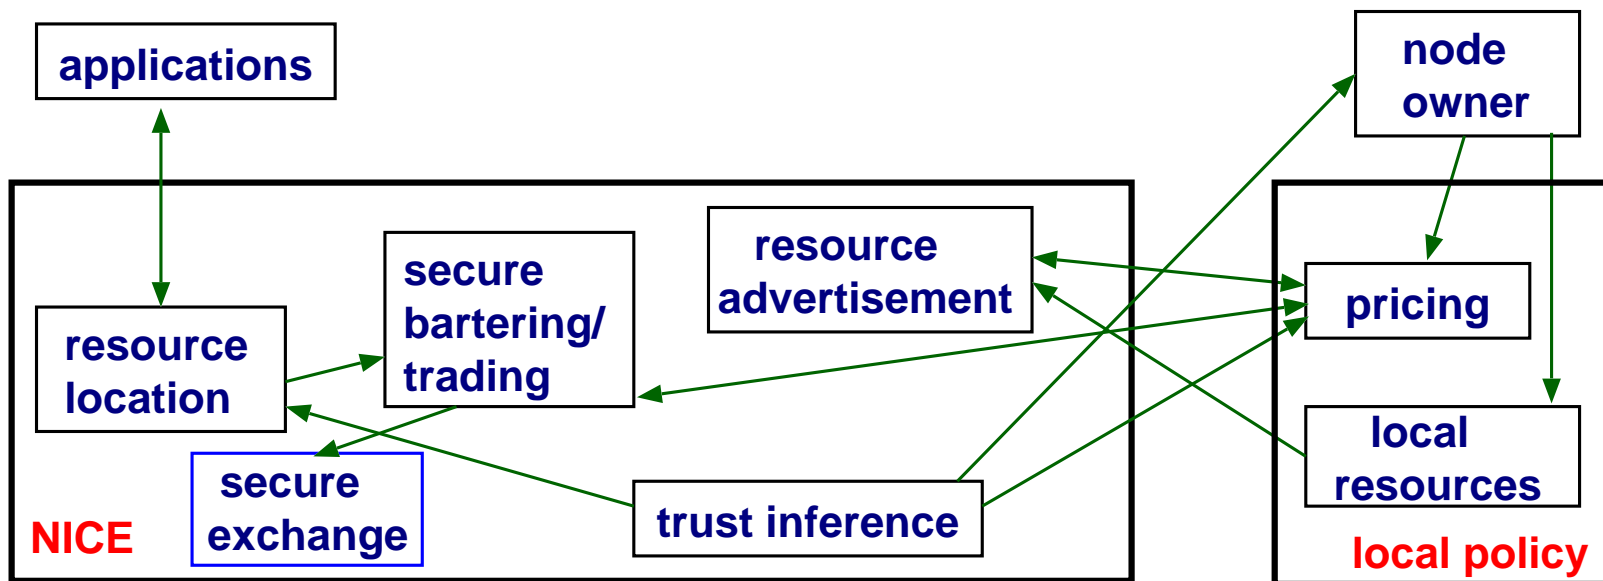 applications
node
owner
secure
bartering/
trading
resource
advertisement
pricing
resource
location
local
resources
secure
exchange
trust inference
NICE
local policy